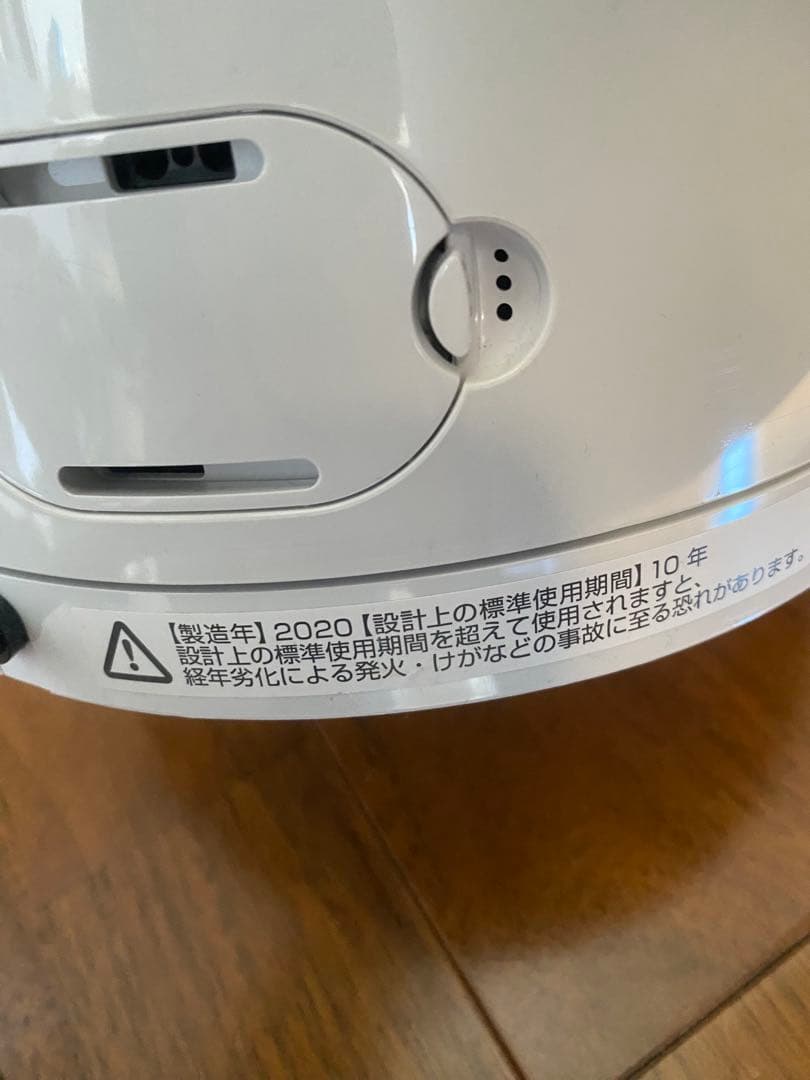 【製造年】2020【設計上の標準使用期間】10 年
設計上の標準使用期間を超えて使用されますと、
経年劣化による発火・けがなどの事故に至る恐れがあります。